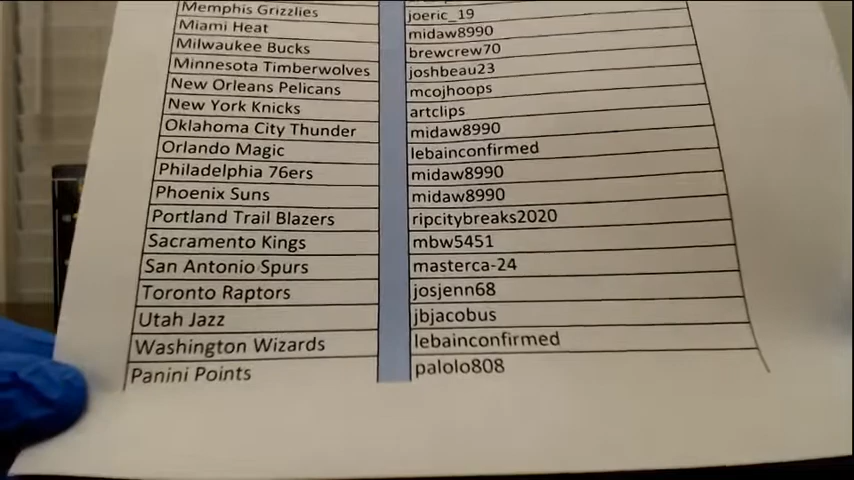 Memphis Grizzlies joeric_19
Miami Heat midaw8990
Milwaukee Bucks brewcrew70
Minnesota Timberwolves joshbeau23
New Orleans Pelicans mcojhoops
New York Knicks artclips
Oklahoma City Thunder midaw8990
Orlando Magic lebainconfirmed
Philadelphia 76ers midaw8990
Phoenix Suns midaw8990
Portland Trail Blazers ripcitybreaks2020
Sacramento Kings mbw5451
San Antonio Spurs masterca-24
Toronto Raptors josjenn68
Utah Jazz jbjacobus
Washington Wizards lebainconfirmed
Panini Points palolo808